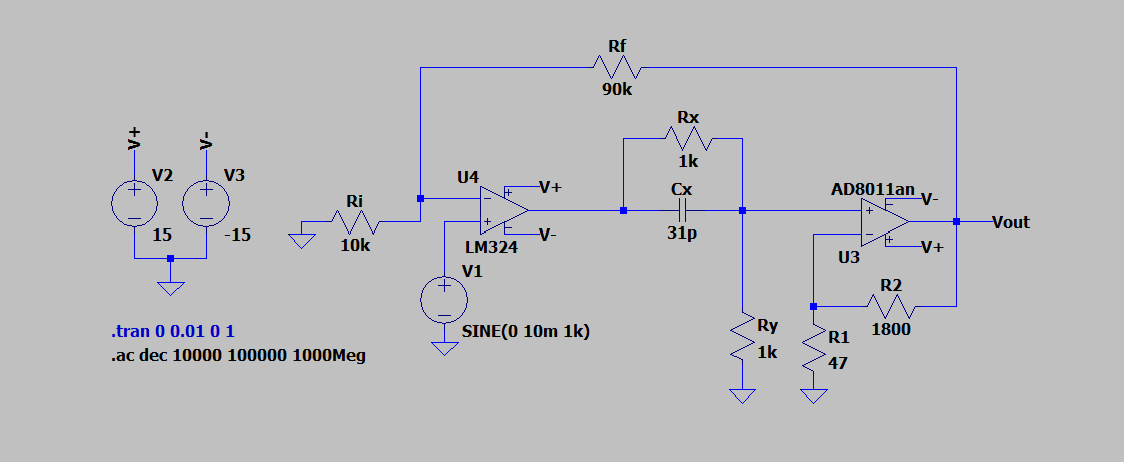 Rf
90k
Rx
1k
V+
V-
V2
V3
U4
V+
Cx
AD8011an
V-
15
-15
Ri
10k
LM324
V-
31p
Vout
U3
V+
V1
R2
1800
.tran 0 0.01 0 1
SINE(0 10m 1k)
Ry
1k
R1
47
.ac dec 10000 100000 1000Meg